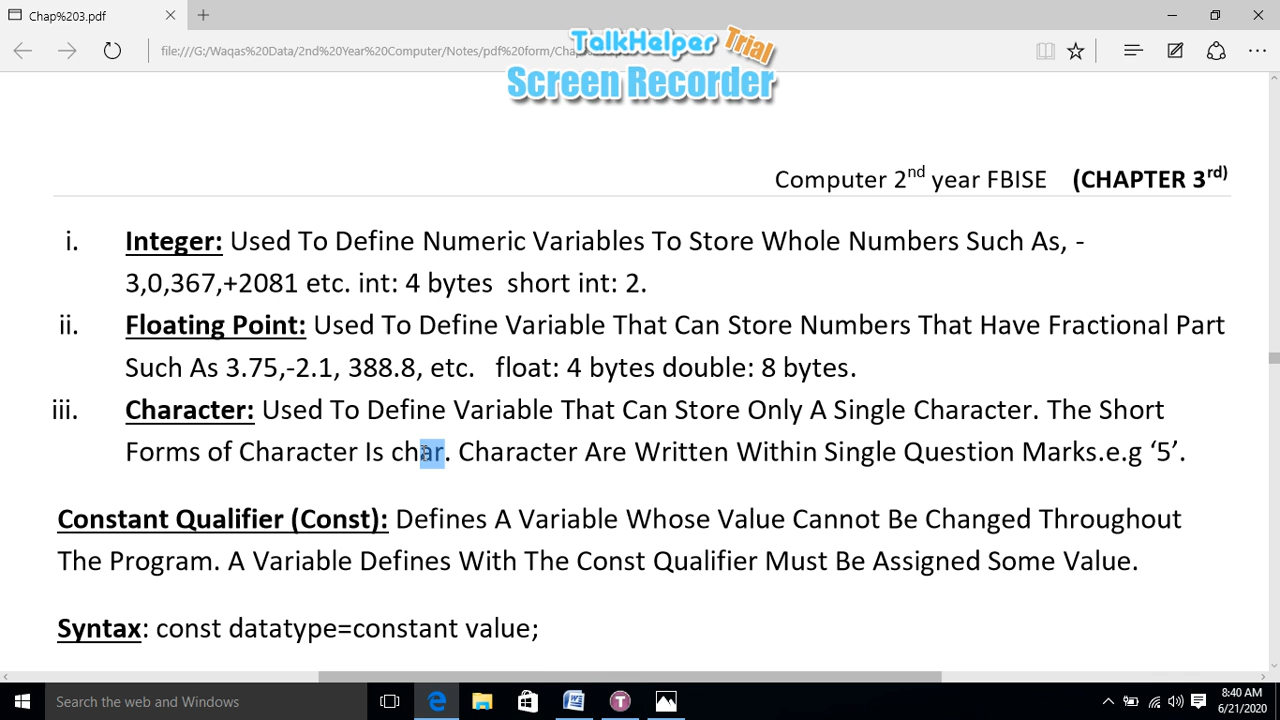 Chap%203.pdf
file:///G:/Waqas%20Data/2nd%20Year%20Computer/Notes/pdf%20form/Cha
TalkHelper Trial
Screen Recorder
Computer 2nd year FBISE (CHAPTER 3rd)
i. Integer: Used To Define Numeric Variables To Store Whole Numbers Such As, -
3,0,367,+2081 etc. int: 4 bytes short int: 2.
ii. Floating Point: Used To Define Variable That Can Store Numbers That Have Fractional Part
Such As 3.75,-2.1, 388.8, etc. float: 4 bytes double: 8 bytes.
iii. Character: Used To Define Variable That Can Store Only A Single Character. The Short
Forms of Character Is char. Character Are Written Within Single Question Marks.e.g ‘5’.
Constant Qualifier (Const): Defines A Variable Whose Value Cannot Be Changed Throughout
The Program. A Variable Defines With The Const Qualifier Must Be Assigned Some Value.
Syntax: const datatype=constant value;
Search the web and Windows
8:40 AM
6/21/2020